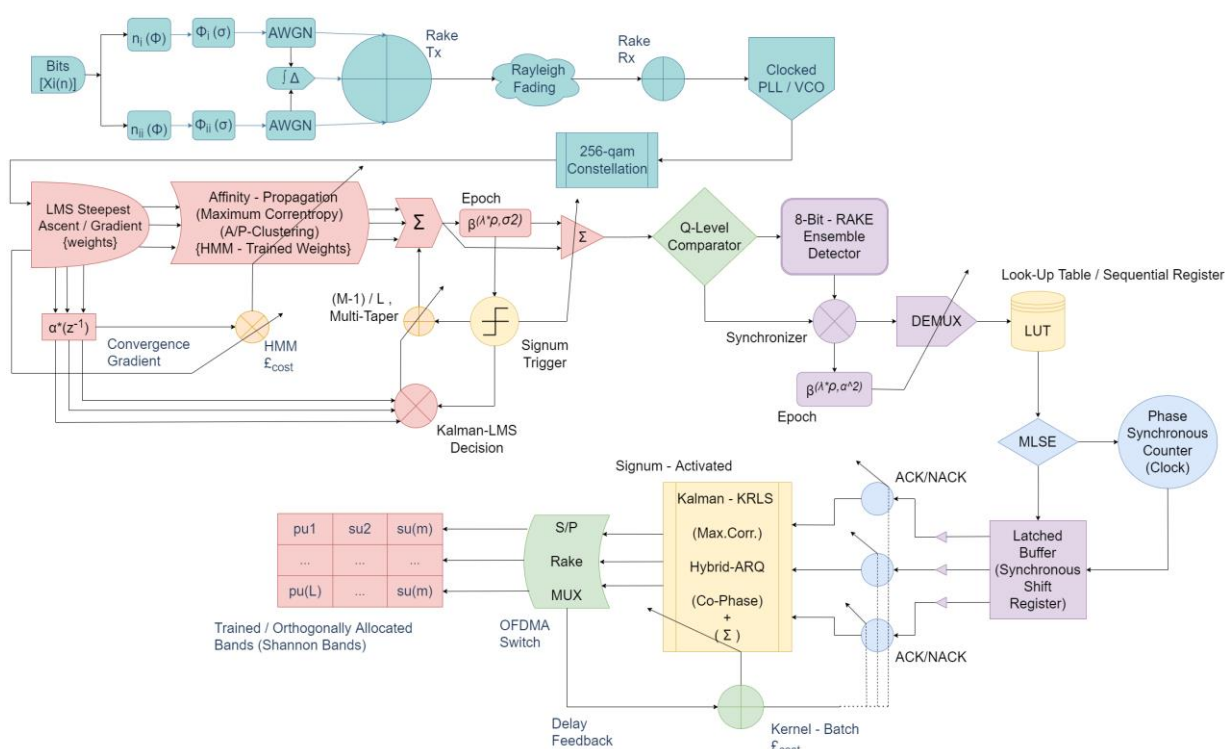 Bits
[Xi(n)]
nᵢ (Φ)
Φᵢ (σ)
AWGN
∫ Δ
nᵢᵢ (Φ)
Φᵢᵢ (σ)
AWGN
Rake
Tx
Rayleigh
Fading
Rake
Rx
Clocked
PLL / VCO
256-qam
Constellation
LMS Steepest
Ascent / Gradient
{weights}
Affinity - Propagation
(Maximum Correntropy)
(A/P-Clustering)
{HMM - Trained Weights}
Σ
Epoch
β(λ*ρ,σ2)
Σ
Q-Level
Comparator
8-Bit - RAKE
Ensemble
Detector
Look-Up Table / Sequential Register
α*(z⁻¹)
Convergence
Gradient
HMM
£cost
(M-1) / L ,
Multi-Taper
Signum
Trigger
Kalman-LMS
Decision
Synchronizer
DEMUX
LUT
β(λ*ρ,α^2)
Epoch
MLSE
Phase
Synchronous
Counter
(Clock)
Signum - Activated
ACK/NACK
Kalman - KRLS
(Max.Corr.)
Hybrid-ARQ
(Co-Phase)
+
( Σ )
Latched
Buffer
(Synchronous
Shift
Register)
ACK/NACK
S/P
Rake
MUX
OFDMA
Switch
pu1 su2 su(m)
... ... ...
pu(L) ... su(m)
Trained / Orthogonally Allocated
Bands (Shannon Bands)
Delay
Feedback
Kernel - Batch
£cost